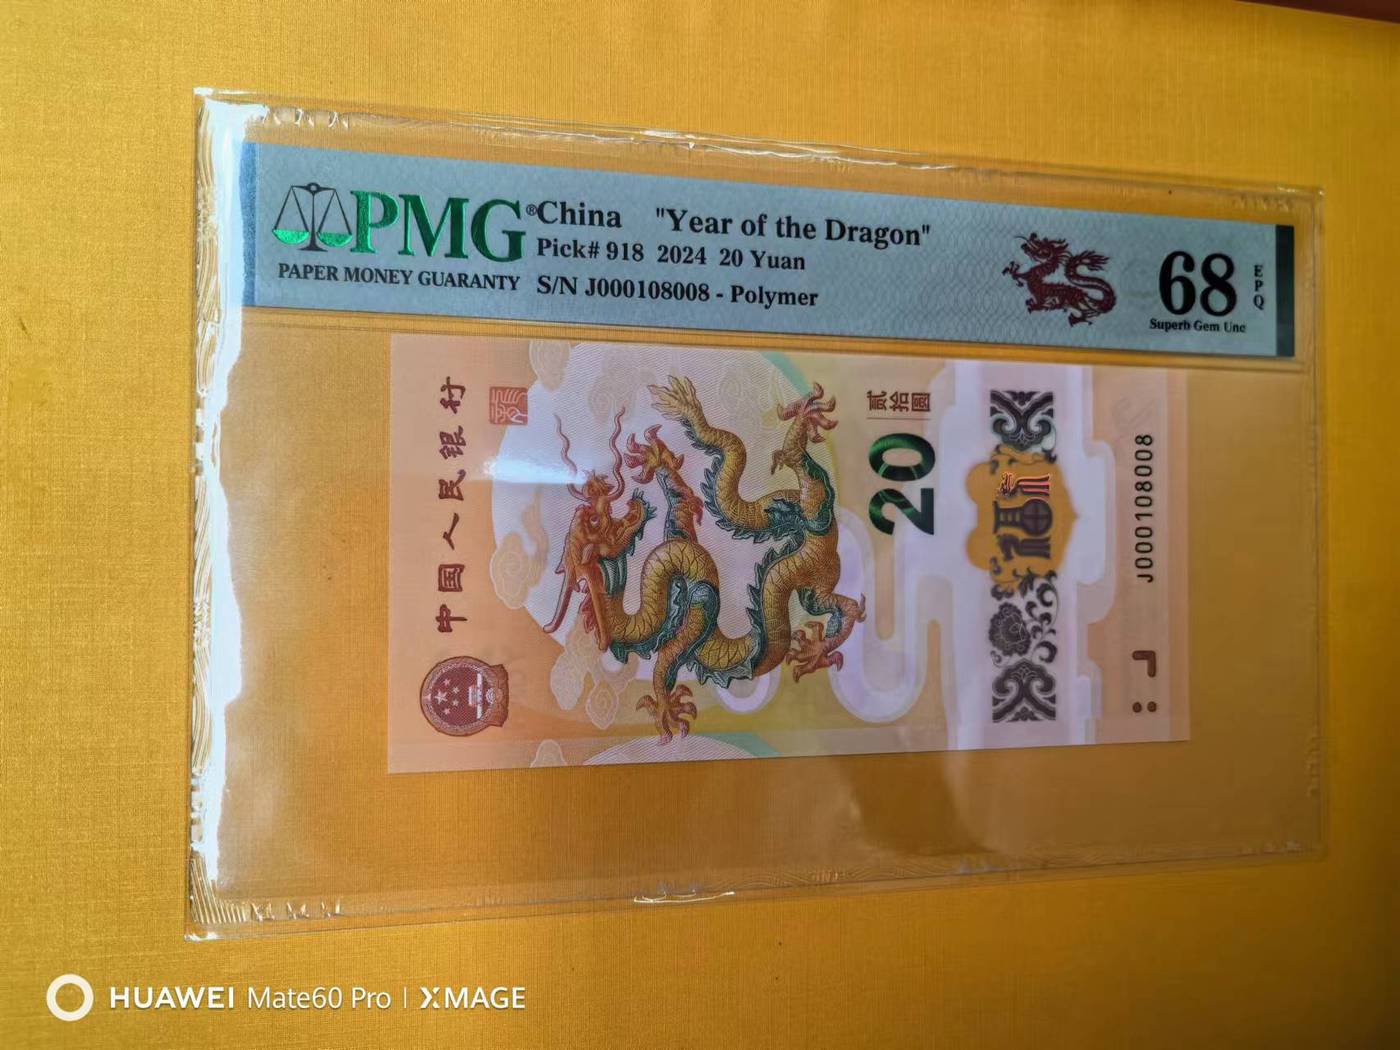 PMG®
PAPER MONEY GUARANTY
China "Year of the Dragon"
Pick# 918 2024 20 Yuan
S/N J000108008 - Polymer
68
EPQ
Superb Gem Unc
中国人民银行
贰拾圆
20
福
J000108008
HUAWEI Mate60 Pro | XMAGE